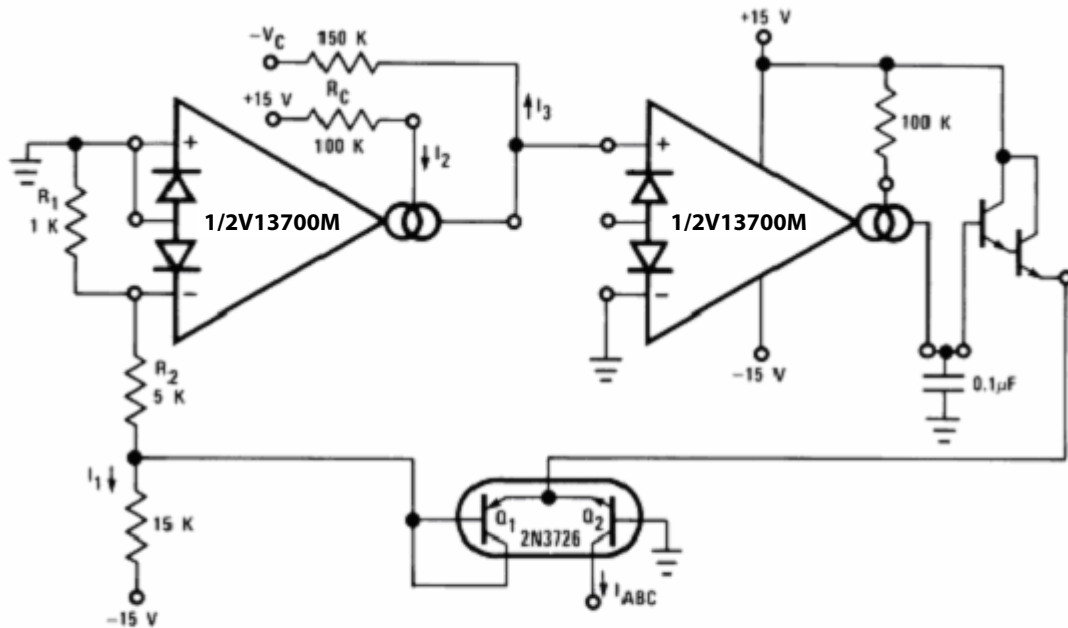 +15 V
-V_C
150 K
+15 V
R_C
100 K
I_2
I_3
+
-
R_1
1 K
1/2V13700M
+
-
1/2V13700M
100 K
-15 V
0.1µF
R_2
5 K
I_1
15 K
-15 V
Q_1
Q_2
2N3726
I_ABC